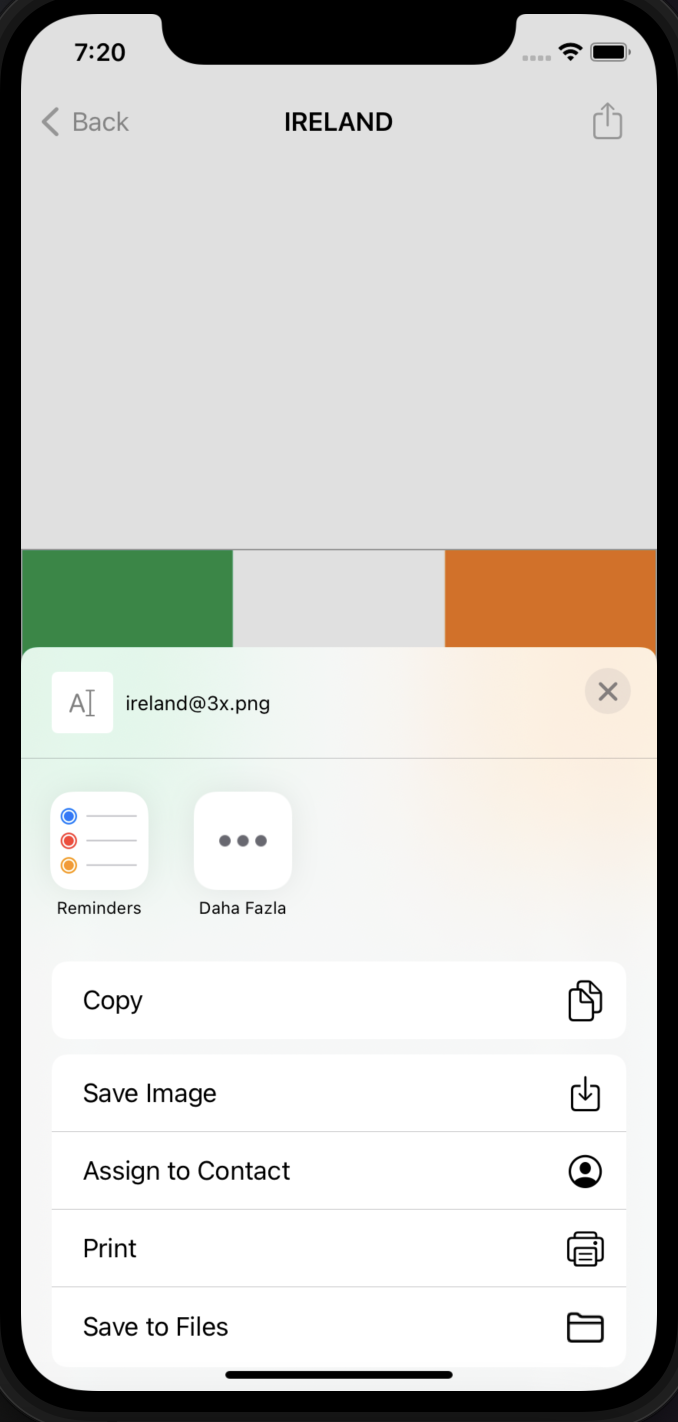 7:20
Back
IRELAND
AI
ireland@3x.png
Reminders
Daha Fazla
Copy
Save Image
Assign to Contact
Print
Save to Files